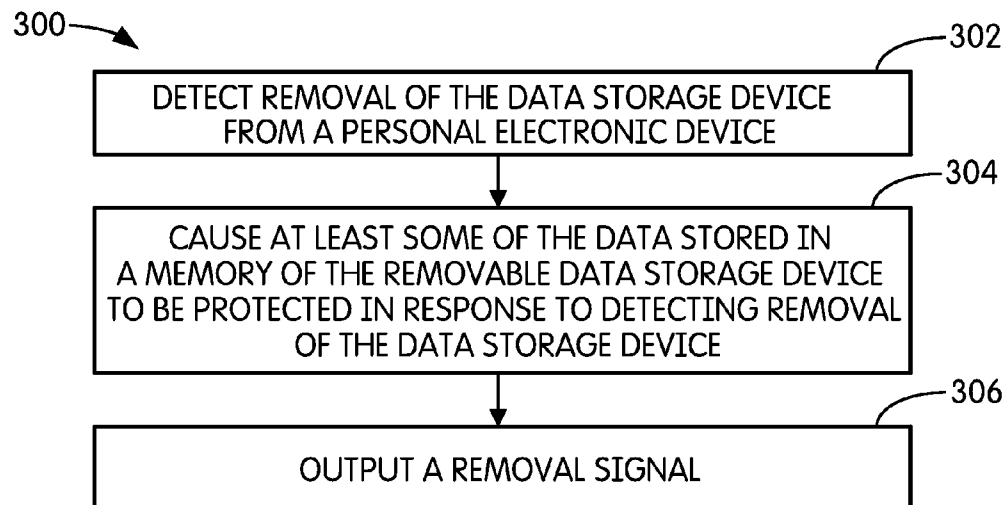 300
302
DETECT REMOVAL OF THE DATA STORAGE DEVICE
FROM A PERSONAL ELECTRONIC DEVICE
304
CAUSE AT LEAST SOME OF THE DATA STORED IN
A MEMORY OF THE REMOVABLE DATA STORAGE DEVICE
TO BE PROTECTED IN RESPONSE TO DETECTING REMOVAL
OF THE DATA STORAGE DEVICE
306
OUTPUT A REMOVAL SIGNAL